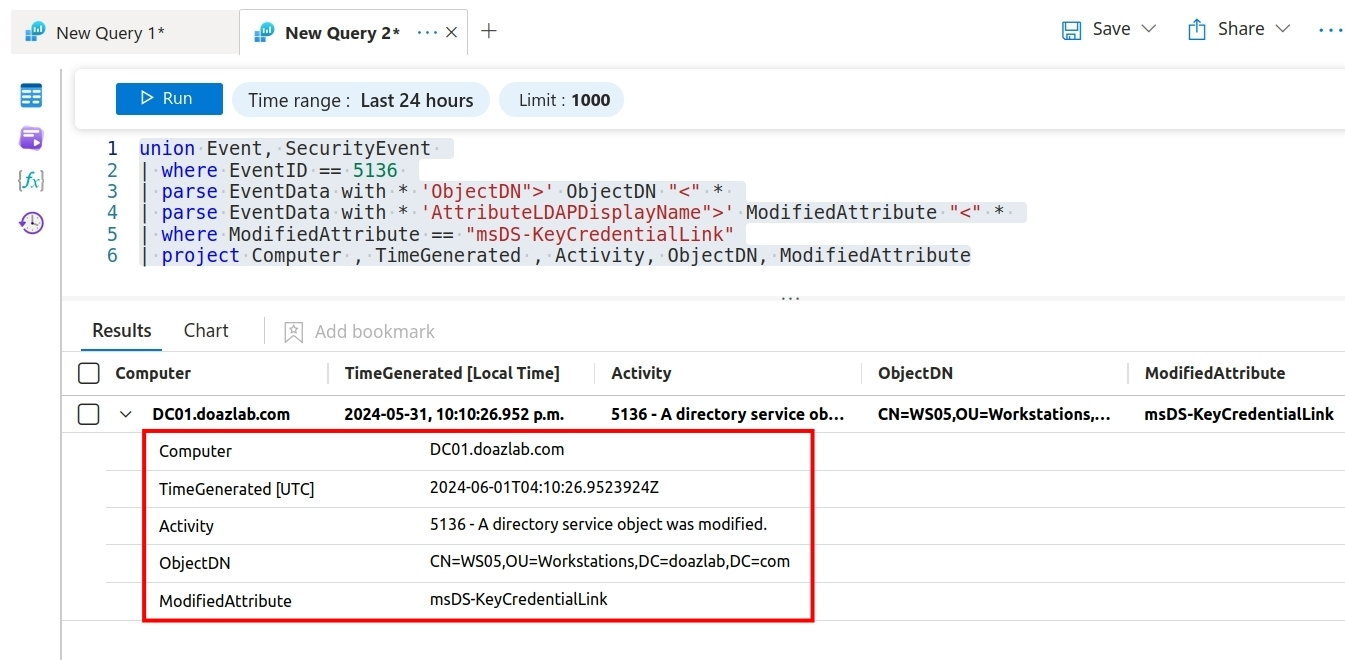 New Query 1*
New Query 2* ··· ×
+
Save
Share
···
Run
Time range : Last 24 hours
Limit : 1000
1 union Event, SecurityEvent
2 | where EventID == 5136
3 | parse EventData with * 'ObjectDN">' ObjectDN "<" *
4 | parse EventData with * 'AttributeLDAPDisplayName">' ModifiedAttribute "<" *
5 | where ModifiedAttribute == "msDS-KeyCredentialLink"
6 | project Computer , TimeGenerated , Activity, ObjectDN, ModifiedAttribute
{fx}
···
Results Chart Add bookmark
Computer TimeGenerated [Local Time] Activity ObjectDN ModifiedAttribute
DC01.doazlab.com 2024-05-31, 10:10:26.952 p.m. 5136 - A directory service ob... CN=WS05,OU=Workstations,... msDS-KeyCredentialLink
Computer DC01.doazlab.com
TimeGenerated [UTC] 2024-06-01T04:10:26.9523924Z
Activity 5136 - A directory service object was modified.
ObjectDN CN=WS05,OU=Workstations,DC=doazlab,DC=com
ModifiedAttribute msDS-KeyCredentialLink